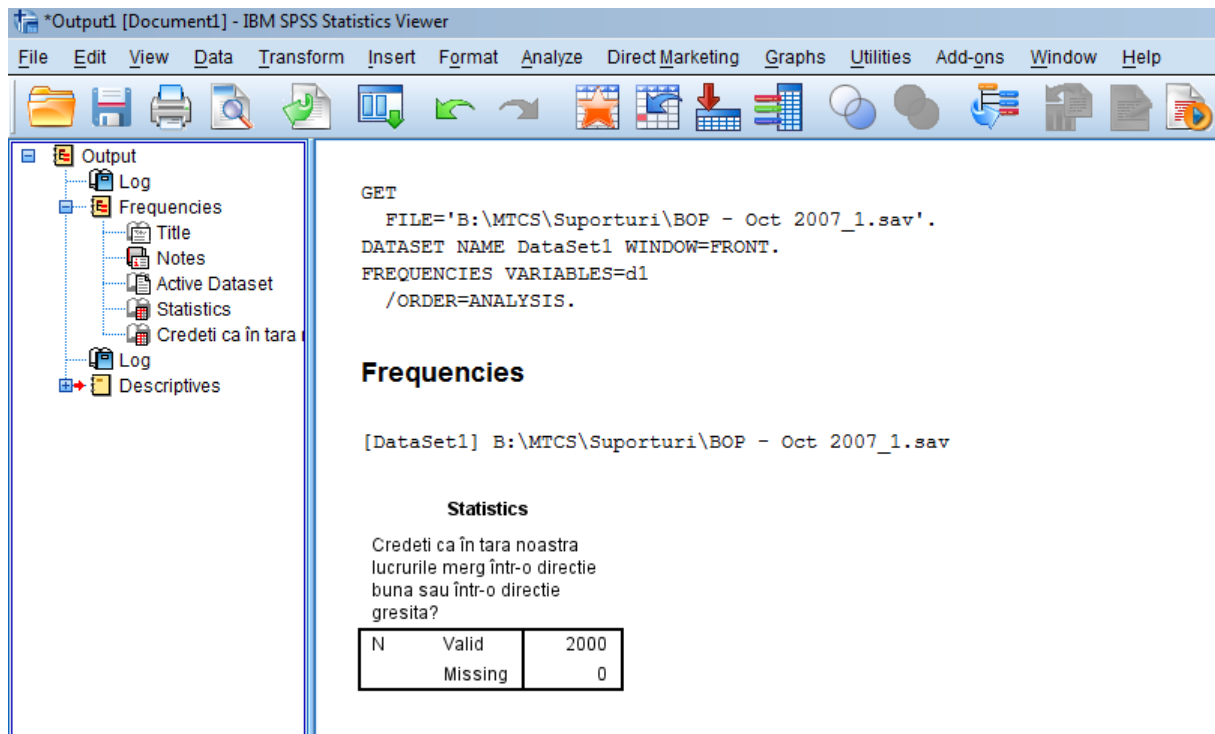 *Output1 [Document1] - IBM SPSS Statistics Viewer
File Edit View Data Transform Insert Format Analyze Direct Marketing Graphs Utilities Add-ons Window Help
Output
Log
Frequencies
Title
Notes
Active Dataset
Statistics
Credeti ca în tara
Log
Descriptives
GET
FILE='B:\MTCS\Suporturi\BOP - Oct 2007_1.sav'.
DATASET NAME DataSet1 WINDOW=FRONT.
FREQUENCIES VARIABLES=d1
/ORDER=ANALYSIS.
Frequencies
[DataSet1] B:\MTCS\Suporturi\BOP - Oct 2007_1.sav
Statistics
Credeti ca în tara noastra
lucrurile merg într-o directie
buna sau într-o directie
gresita?
N Valid 2000
Missing 0